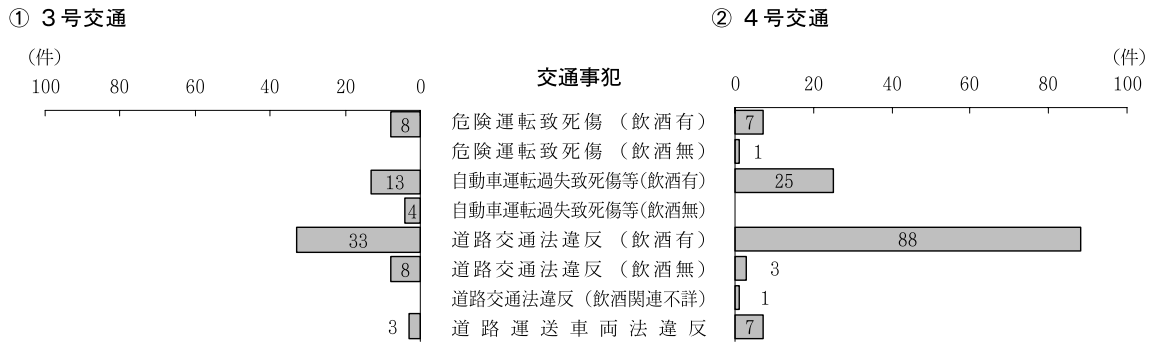 ① 3号交通
② 4号交通
(件)
100 80 60 40 20 0
交通事犯
(件)
0 20 40 60 80 100
8 危険運転致死傷（飲酒有） 7
危険運転致死傷（飲酒無） 1
13 自動車運転過失致死傷等(飲酒有) 25
4 自動車運転過失致死傷等(飲酒無)
33 道路交通法違反（飲酒有） 88
8 道路交通法違反（飲酒無） 3
道路交通法違反（飲酒関連不詳） 1
3 道路運送車両法違反 7